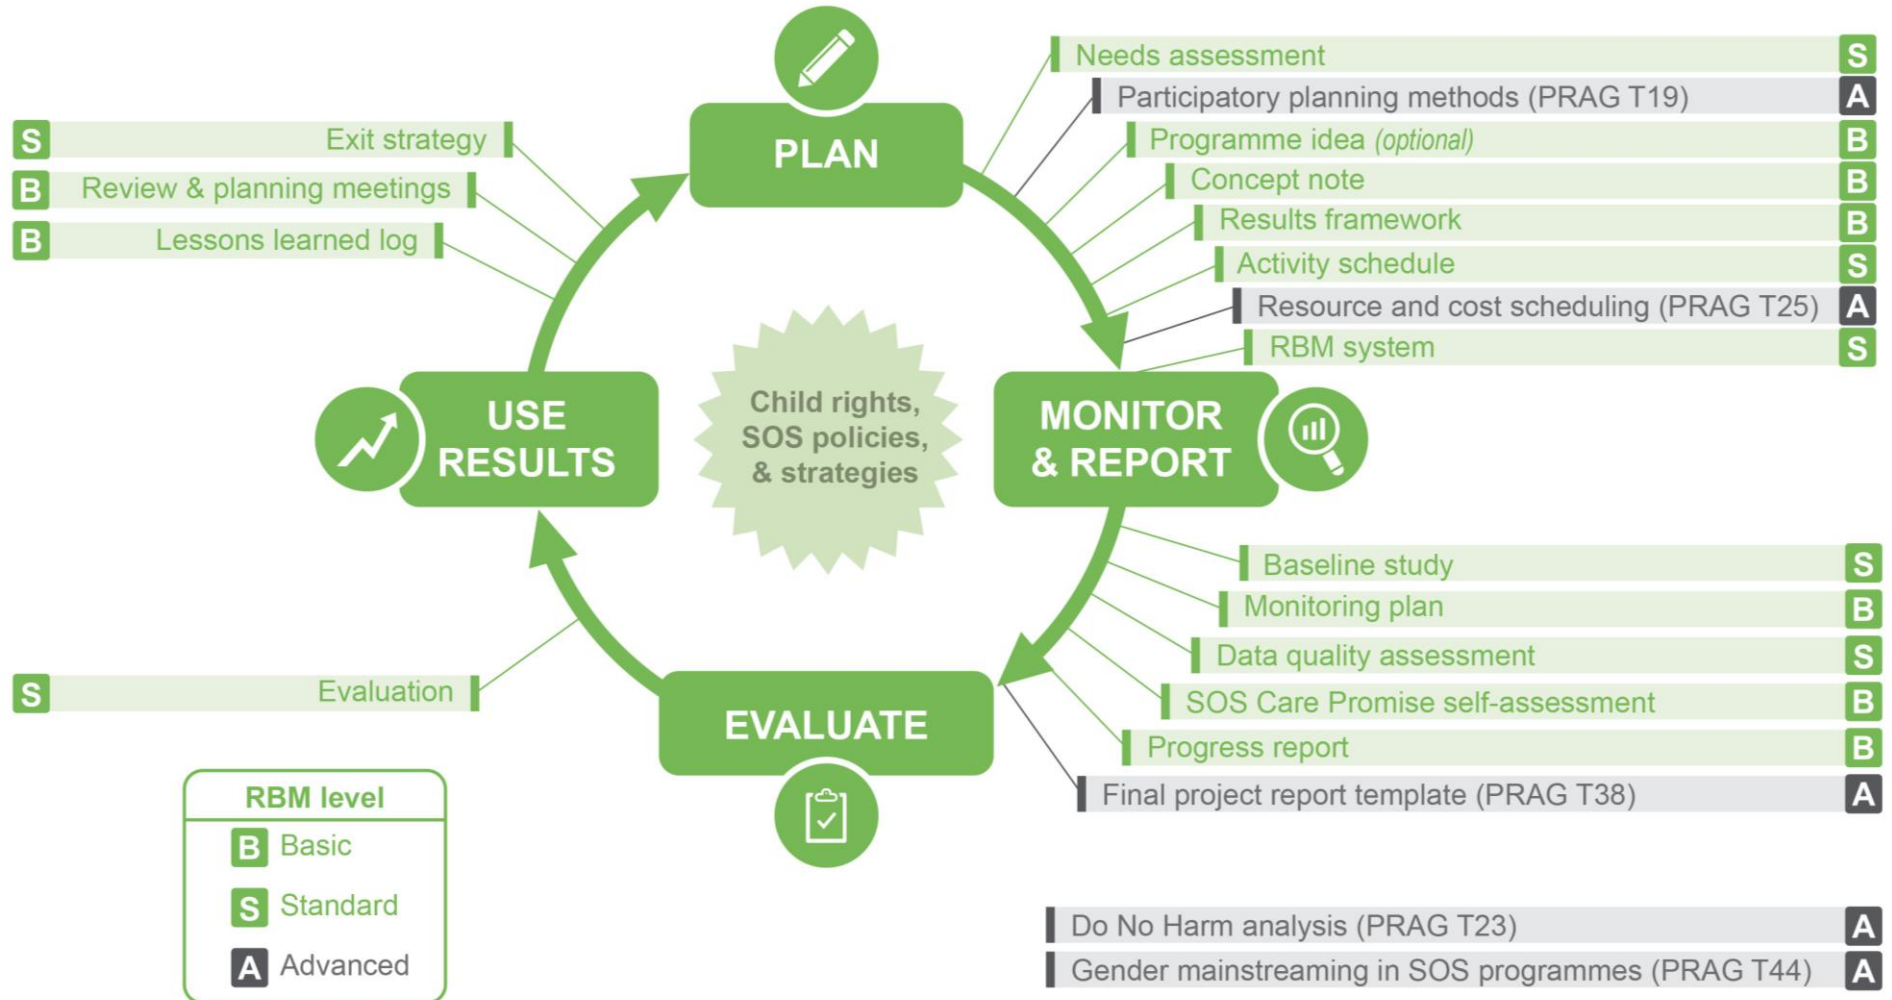 PLAN
Needs assessment S
Participatory planning methods (PRAG T19) A
Programme idea (optional) B
Concept note B
Results framework B
Activity schedule S
Resource and cost scheduling (PRAG T25) A
RBM system S
MONITOR
& REPORT
Baseline study S
Monitoring plan B
Data quality assessment S
SOS Care Promise self-assessment B
Progress report B
Final project report template (PRAG T38) A
EVALUATE
S Evaluation
USE
RESULTS
S Exit strategy
B Review & planning meetings
B Lessons learned log
Child rights,
SOS policies,
& strategies
RBM level
B Basic
S Standard
A Advanced
Do No Harm analysis (PRAG T23) A
Gender mainstreaming in SOS programmes (PRAG T44) A